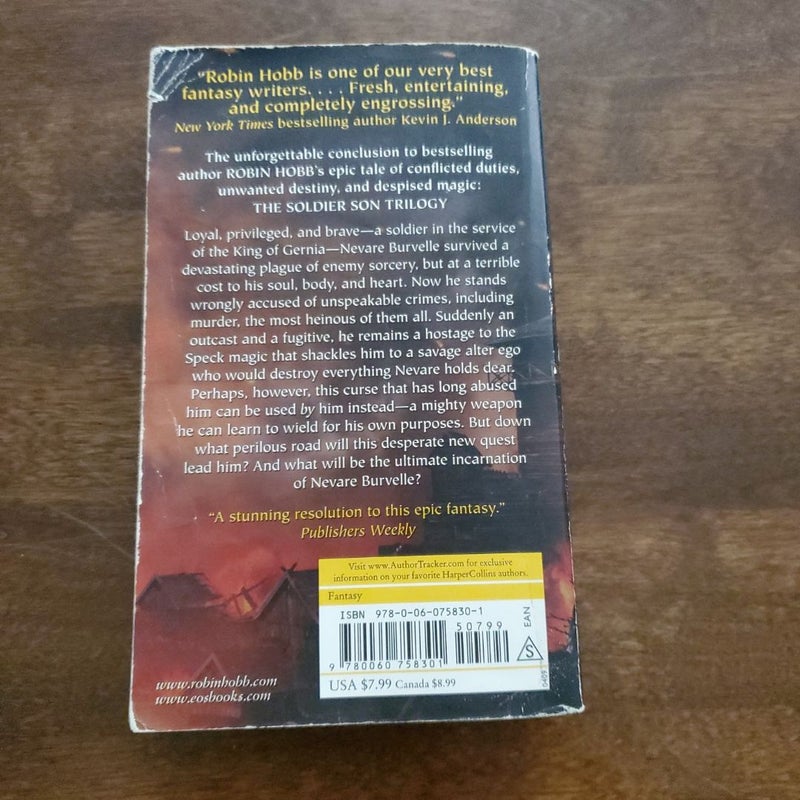 “Robin Hobb is one of our very best
fantasy writers. . . . Fresh, entertaining,
and completely engrossing.”
New York Times bestselling author Kevin J. Anderson
The unforgettable conclusion to bestselling
author ROBIN HOBB's epic tale of conflicted duties,
unwanted destiny, and despised magic:
THE SOLDIER SON TRILOGY
Loyal, privileged, and brave—a soldier in the service
of the King of Gernia—Nevare Burvelle survived a
devastating plague of enemy sorcery, but at a terrible
cost to his soul, body, and heart. Now he stands
wrongly accused of unspeakable crimes, including
murder, the most heinous of them all. Suddenly an
outcast and a fugitive, he remains a hostage to the
Speck magic that shackles him to a savage alter ego
who would destroy everything Nevare holds dear.
Perhaps, however, this curse that has long abused
him can be used by him instead—a mighty weapon
he can learn to wield for his own purposes. But down
what perilous road will this desperate new quest
lead him? And what will be the ultimate incarnation
of Nevare Burvelle?
“A stunning resolution to this epic fantasy.”
Publishers Weekly
Visit www.AuthorTracker.com for exclusive
information on your favorite HarperCollins authors.
Fantasy
ISBN 978-0-06-075830-1
50799
EAN
S
9 780060 758301
USA $7.99 Canada $8.99
www.robinhobb.com
www.eosbooks.com